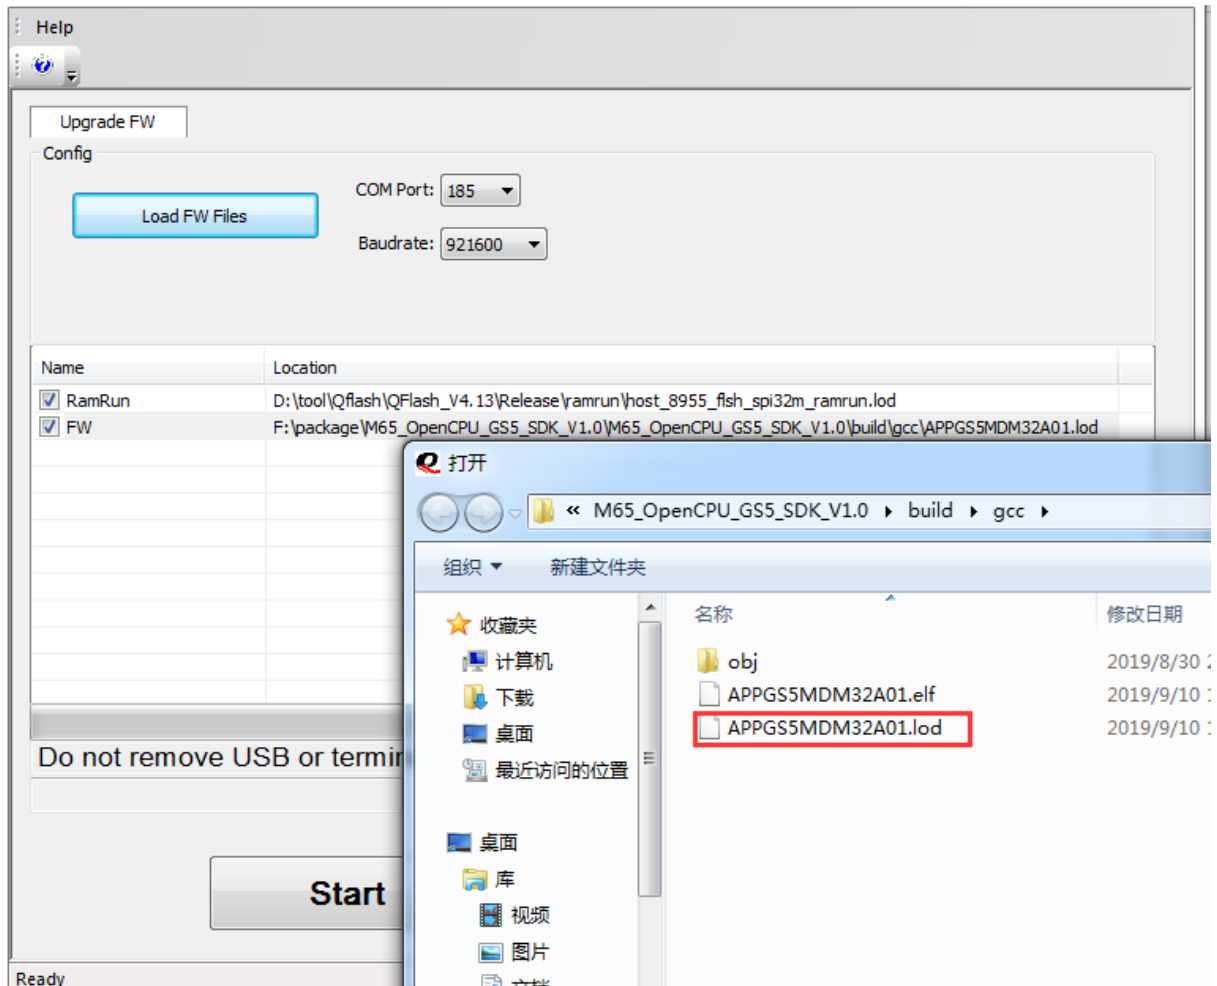 Help
Upgrade FW
Config
Load FW Files
COM Port: 185
Baudrate: 921600
Name Location
RamRun D:\tool\Qflash\QFlash_V4.13\Release\ramrun\host_8955_flsh_spi32m_ramrun.lod
FW F:\package\M65_OpenCPU_GS5_SDK_V1.0\M65_OpenCPU_GS5_SDK_V1.0\build\gcc\APPGS5MDM32A01.lod
打开
« M65_OpenCPU_GS5_SDK_V1.0 build gcc
组织 新建文件夹
名称 修改日期
收藏夹
计算机
下载
桌面
最近访问的位置
桌面
库
视频
图片
文档
obj 2019/8/30
APPGS5MDM32A01.elf 2019/9/10
APPGS5MDM32A01.lod 2019/9/10
Do not remove USB or
Start
Ready